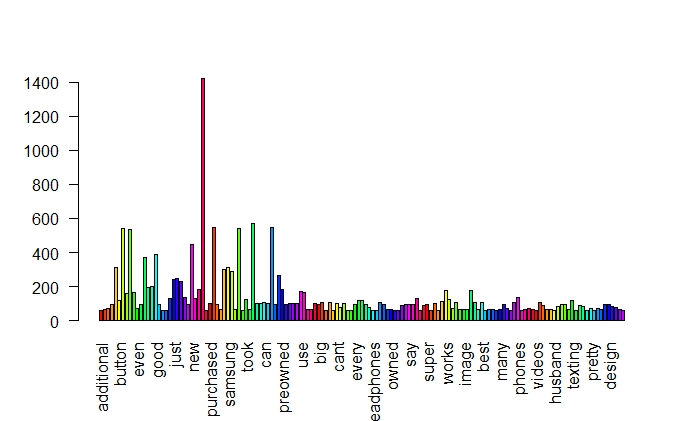 1400
1200
1000
800
600
400
200
0
additional
button
even
good
just
new
purchased
samsung
took
can
preowned
use
big
cant
every
eadphones
owned
say
super
works
image
best
many
phones
videos
husband
texting
pretty
design